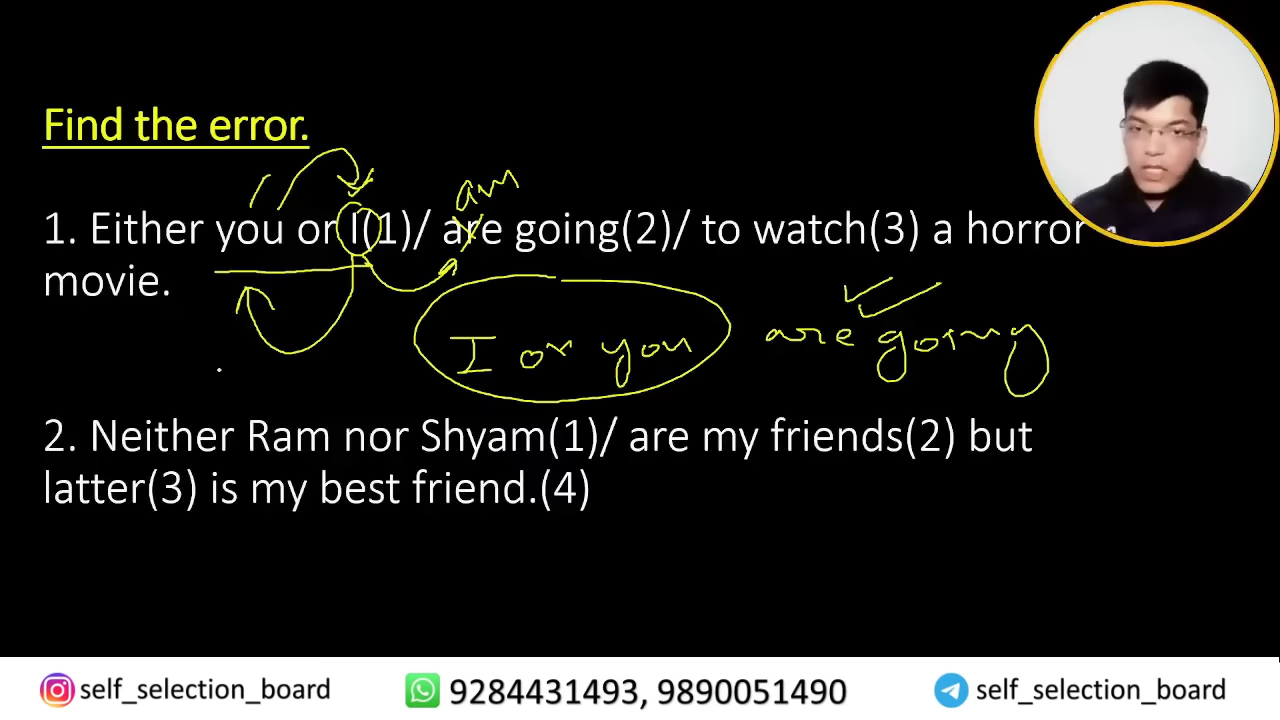 Find the error.
am
1. Either you or I(1)/ are going(2)/ to watch(3) a horror
movie.
I or you are going
2. Neither Ram nor Shyam(1)/ are my friends(2) but
latter(3) is my best friend.(4)
self_selection_board 9284431493, 9890051490 self_selection_board